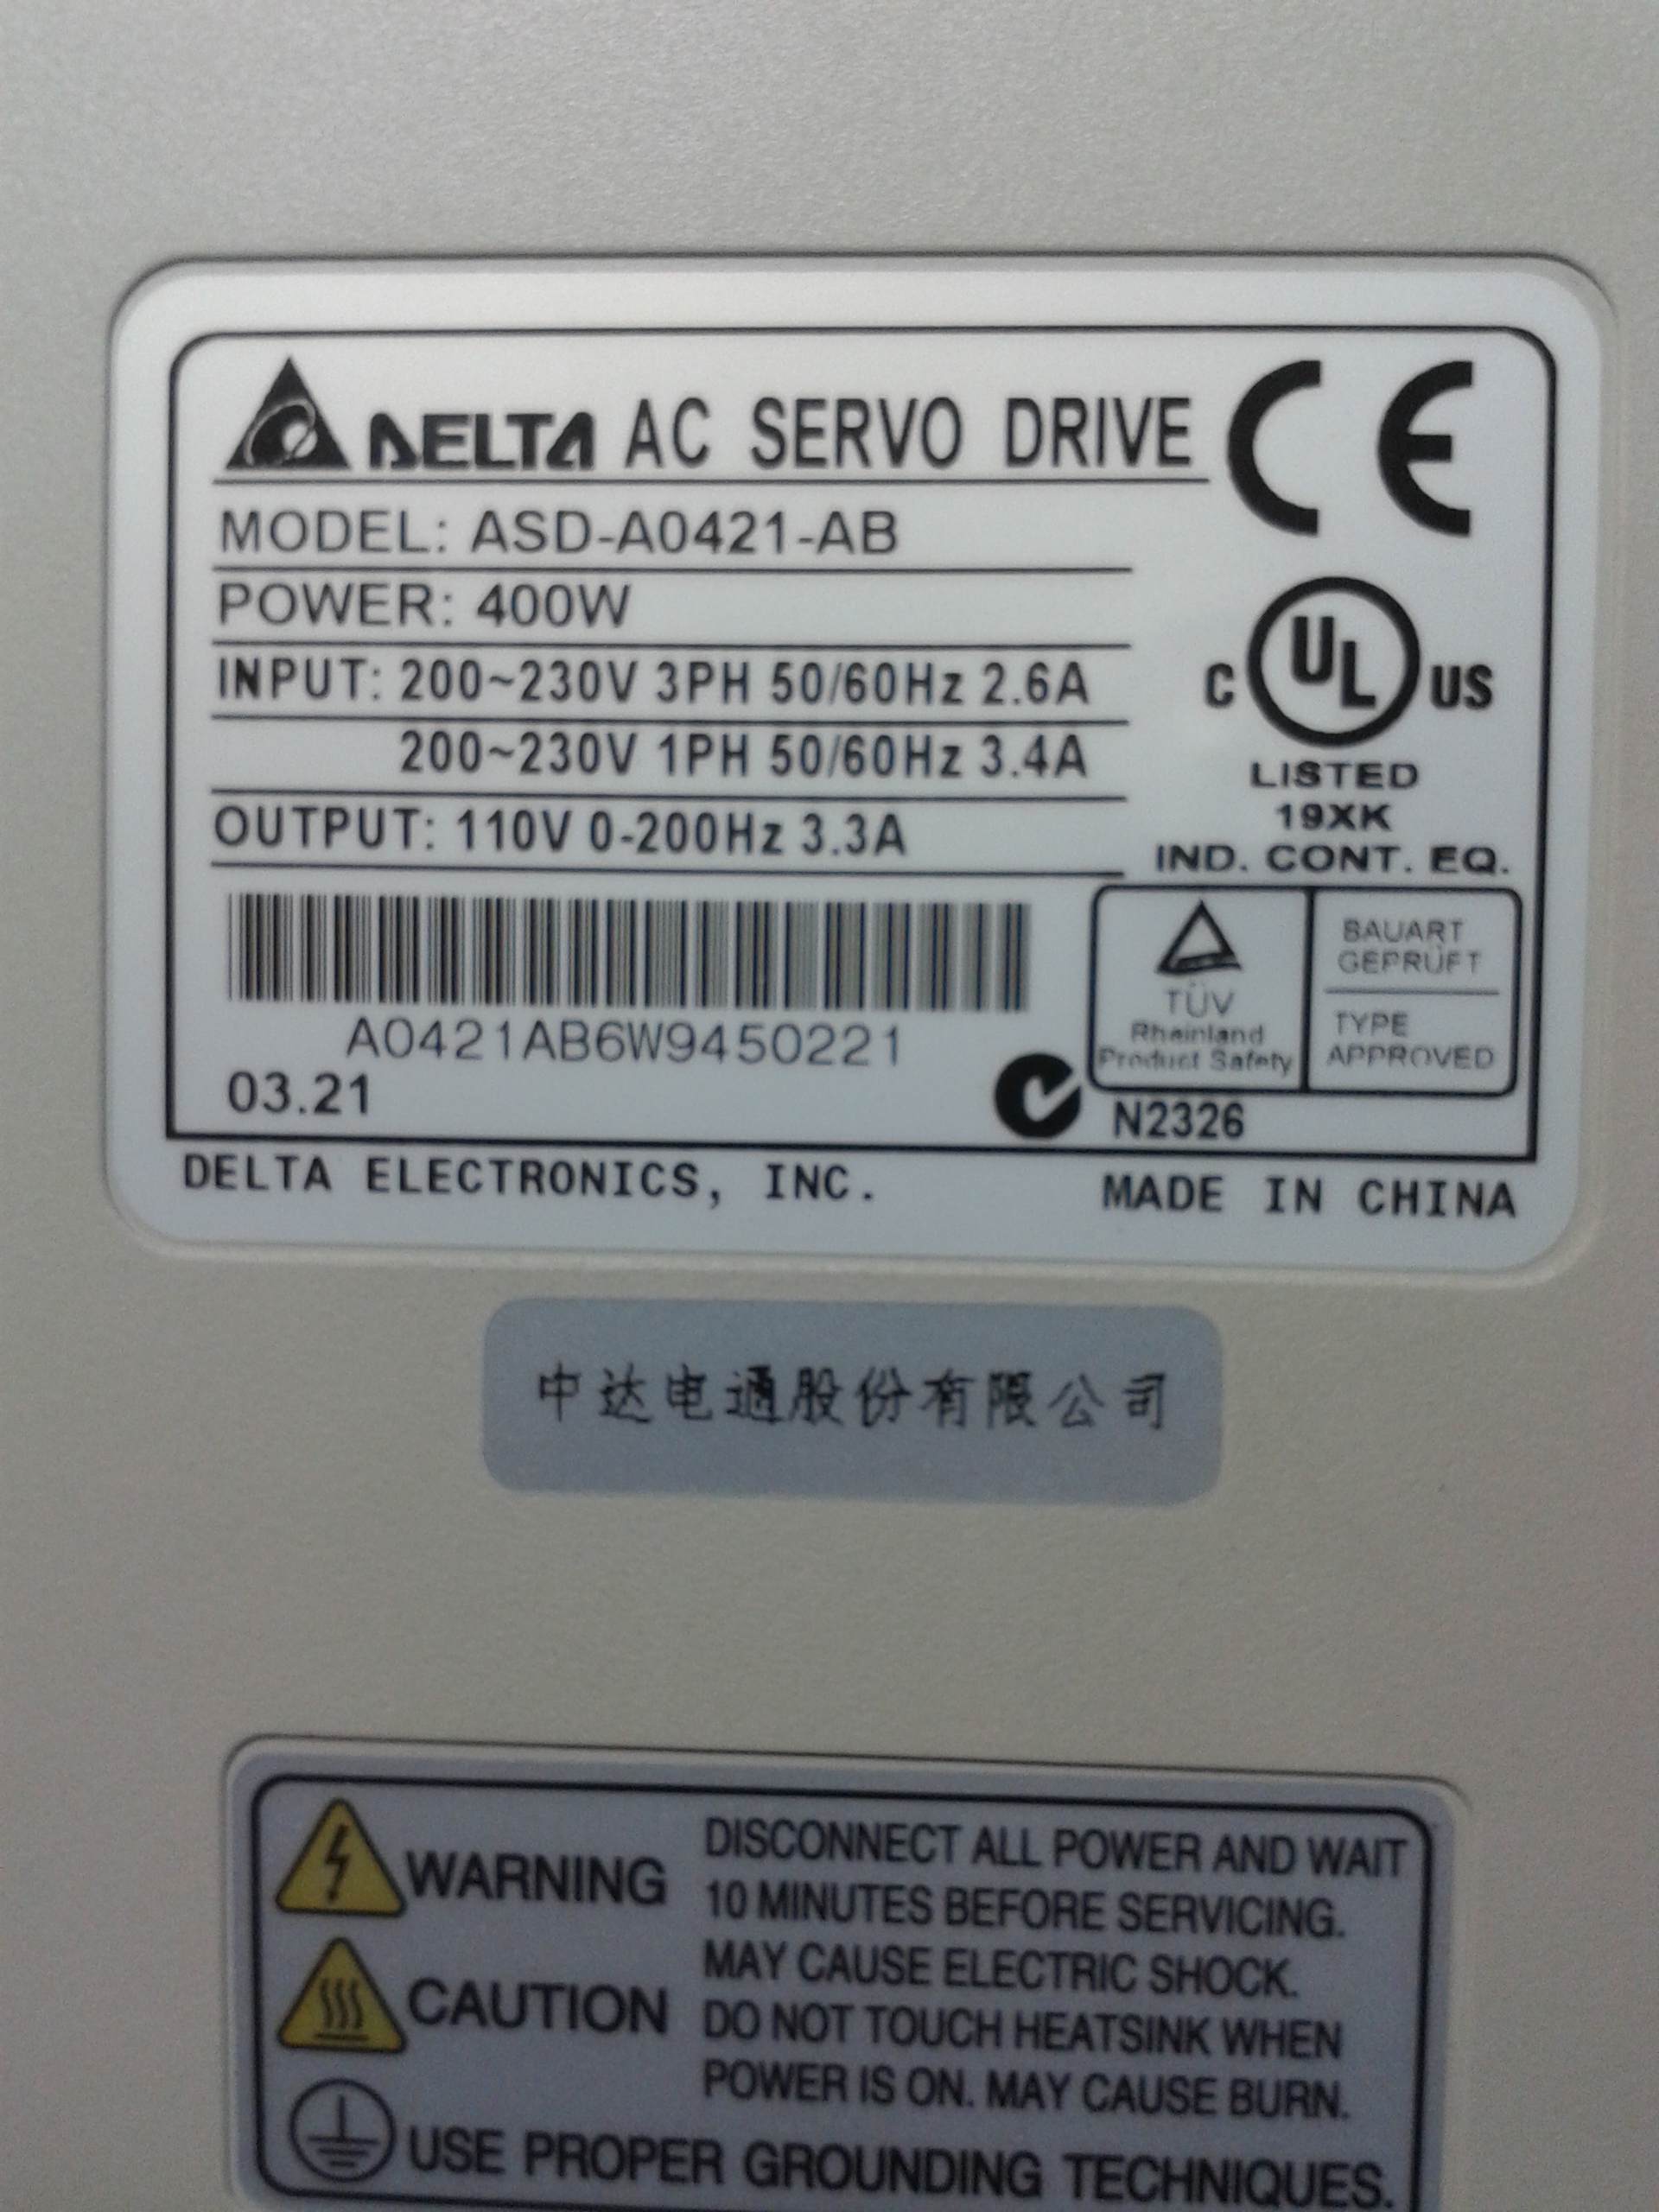 DELTA AC SERVO DRIVE CE
MODEL: ASD-A0421-AB
POWER: 400W
INPUT: 200~230V 3PH 50/60Hz 2.6A
200~230V 1PH 50/60Hz 3.4A
OUTPUT: 110V 0-200Hz 3.3A
C UL US
LISTED
19XK
IND. CONT. EQ.
A0421AB6W9450221
03.21
TÜV
Rheinland
Product Safety
BAUART
GEPRÜFT
TYPE
APPROVED
N2326
DELTA ELECTRONICS, INC.
MADE IN CHINA
中达电通股份有限公司
WARNING
DISCONNECT ALL POWER AND WAIT
10 MINUTES BEFORE SERVICING.
MAY CAUSE ELECTRIC SHOCK.
CAUTION
DO NOT TOUCH HEATSINK WHEN
POWER IS ON. MAY CAUSE BURN.
USE PROPER GROUNDING TECHNIQUES.